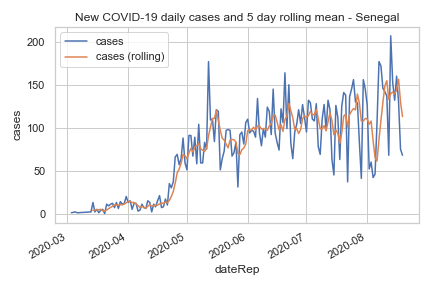 New COVID-19 daily cases and 5 day rolling mean - Senegal
cases
cases (rolling)
200
150
100
50
0
cases
2020-03
2020-04
2020-05
2020-06
2020-07
2020-08
dateRep